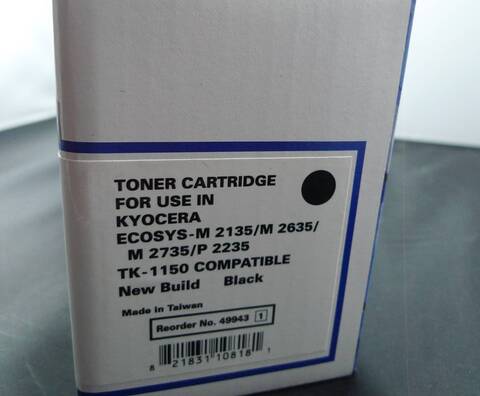 TONER CARTRIDGE
FOR USE IN
KYOCERA
ECOSYS-M 2135/M 2635/
M 2735/P 2235
TK-1150 COMPATIBLE
New Build Black
Made in Taiwan
Reorder No. 49943 1
8 21831 10818 1